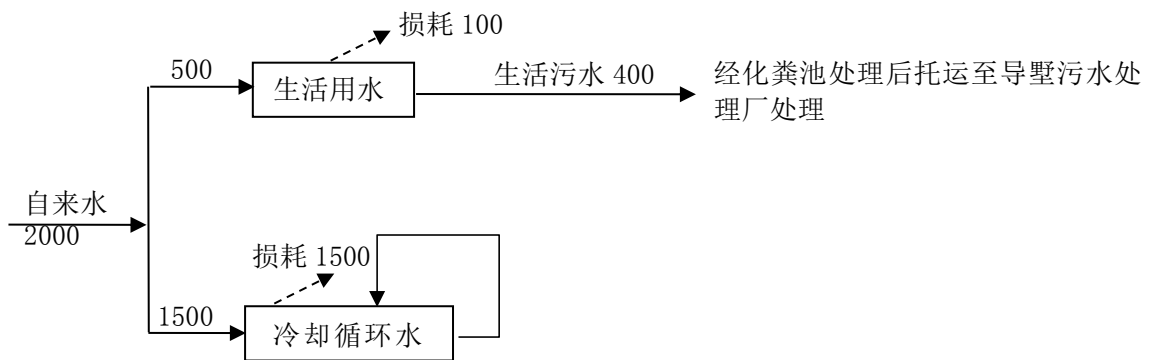 损耗 100
500
生活用水
生活污水 400
经化粪池处理后托运至导墅污水处
理厂处理
自来水
2000
损耗 1500
1500
冷却循环水